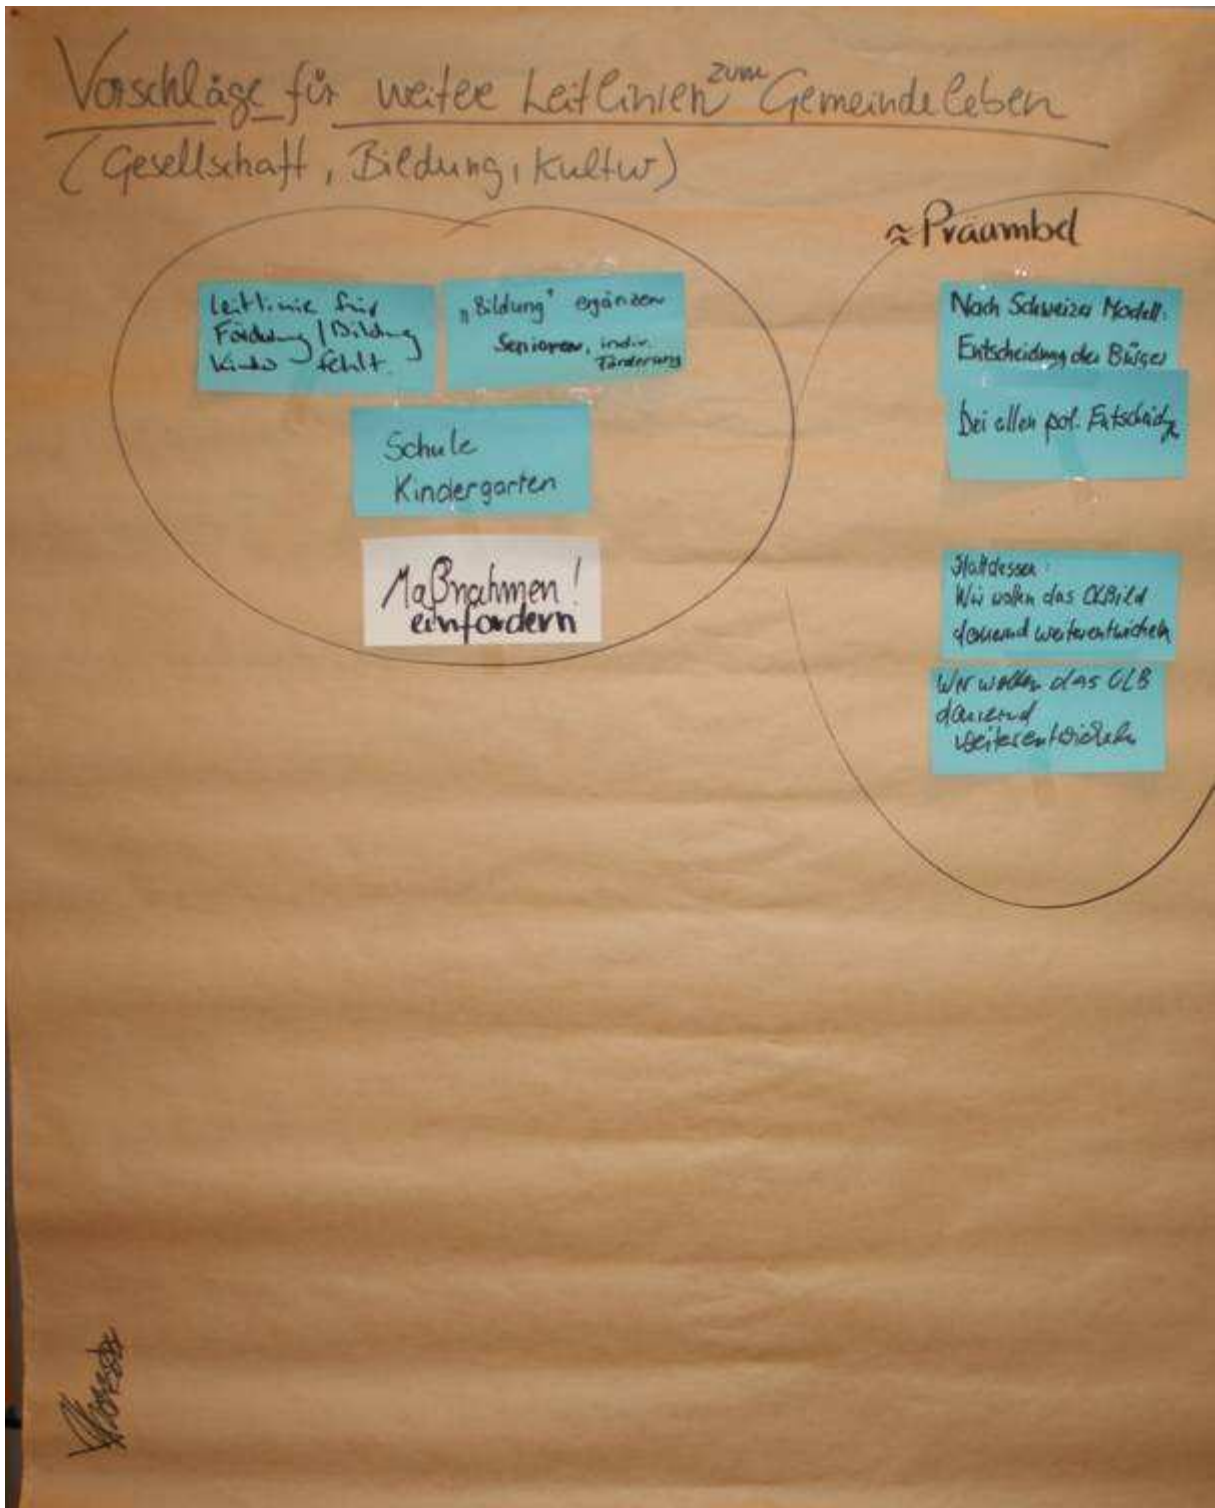 Vorschläge für weitere Leitlinien zum Gemeindeleben
(Gesellschaft, Bildung, Kultur)
Leitlinie für
Förderung/Bildung
Kinder fehlt.
„Bildung" ergänzen
Senioren, indiv.
Förderung
Schule
Kindergarten
Maßnahmen!
einfordern
≈ Präambel
Nach Schweizer Modell:
Entscheidung der Bürger
bei allen pol. Entscheidg.
Stattdessen:
Wir wollen das
dauernd weiterentwickeln
Wir wollen das
dauernd
weiterentwickeln